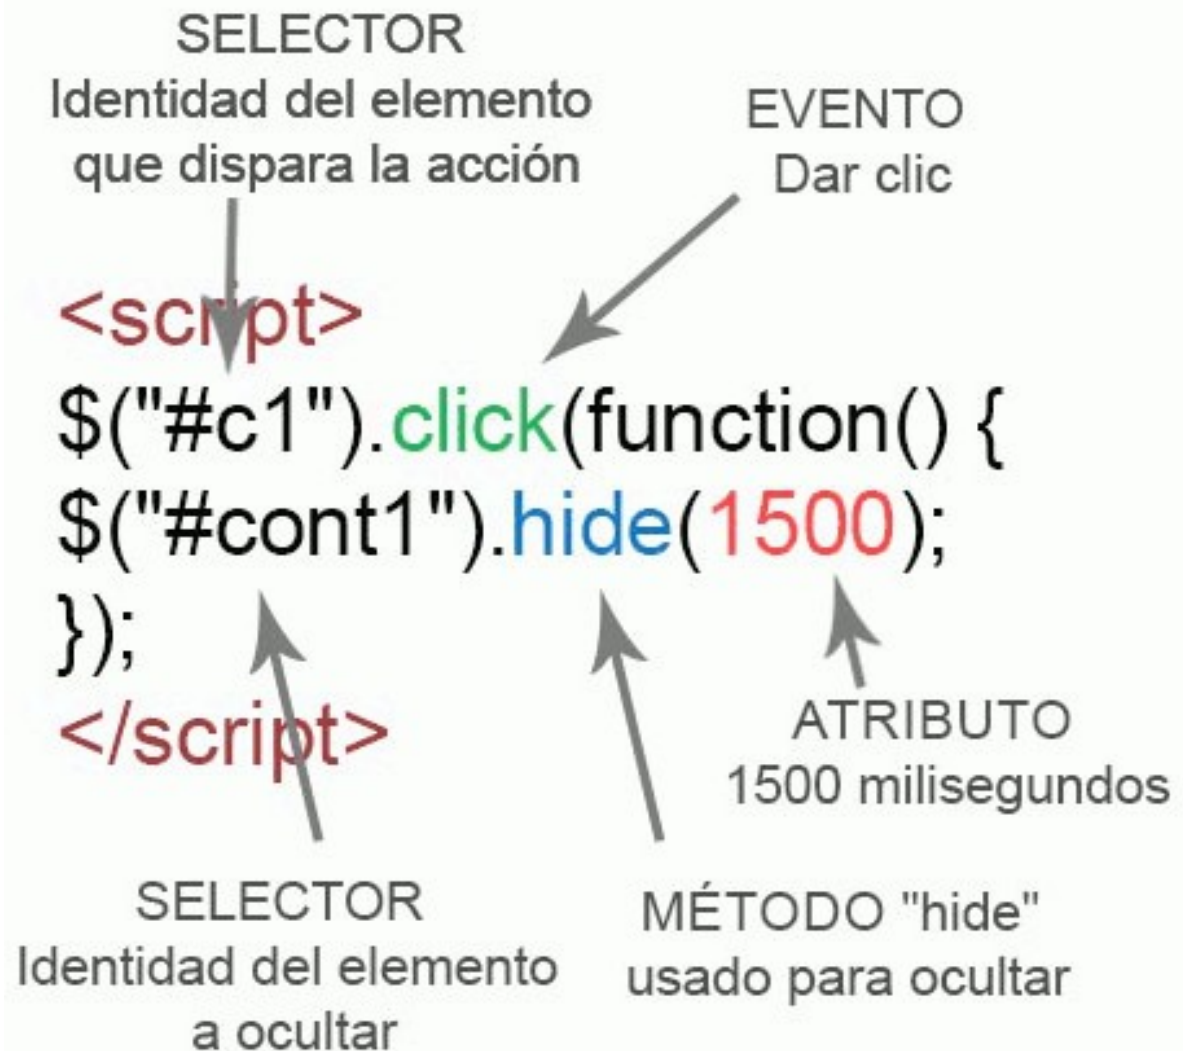 SELECTOR
Identidad del elemento
que dispara la acción
EVENTO
Dar clic
<script>
$("#c1").click(function() {
$("#cont1").hide(1500);
});
</script>
ATRIBUTO
1500 milisegundos
SELECTOR
Identidad del elemento
a ocultar
MÉTODO "hide"
usado para ocultar